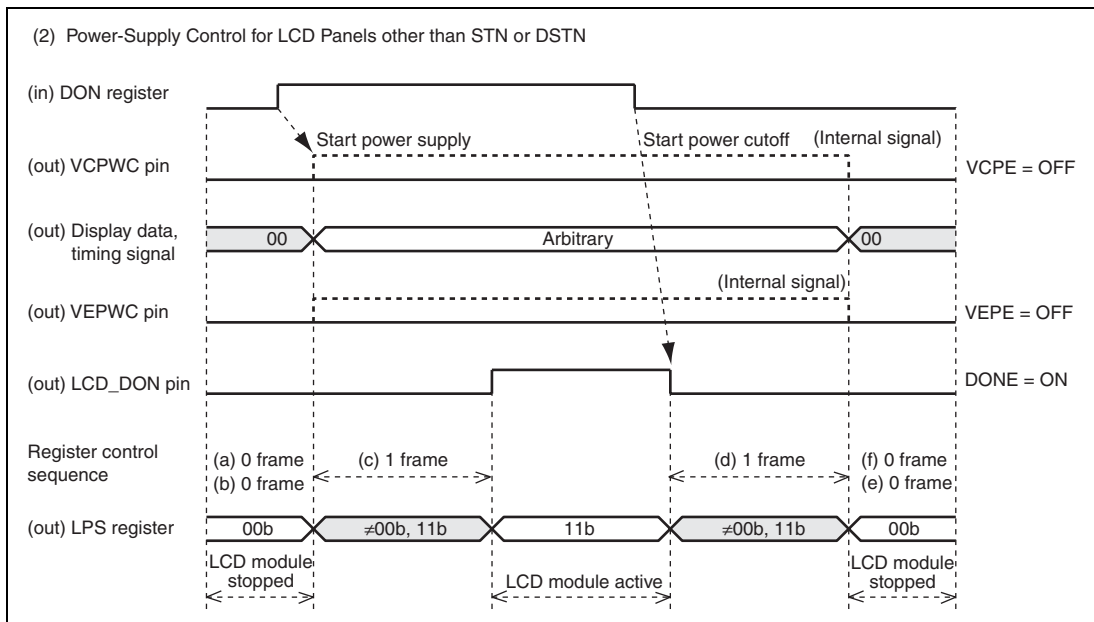 (2) Power-Supply Control for LCD Panels other than STN or DSTN
(in) DON register
Start power supply
Start power cutoff
(Internal signal)
(out) VCPWC pin
VCPE = OFF
(out) Display data,
timing signal
00
Arbitrary
00
(Internal signal)
(out) VEPWC pin
VEPE = OFF
(out) LCD_DON pin
DONE = ON
Register control
sequence
(a) 0 frame
(b) 0 frame
(c) 1 frame
(d) 1 frame
(f) 0 frame
(e) 0 frame
(out) LPS register
00b
≠00b, 11b
11b
≠00b, 11b
00b
LCD module
stopped
LCD module active
LCD module
stopped